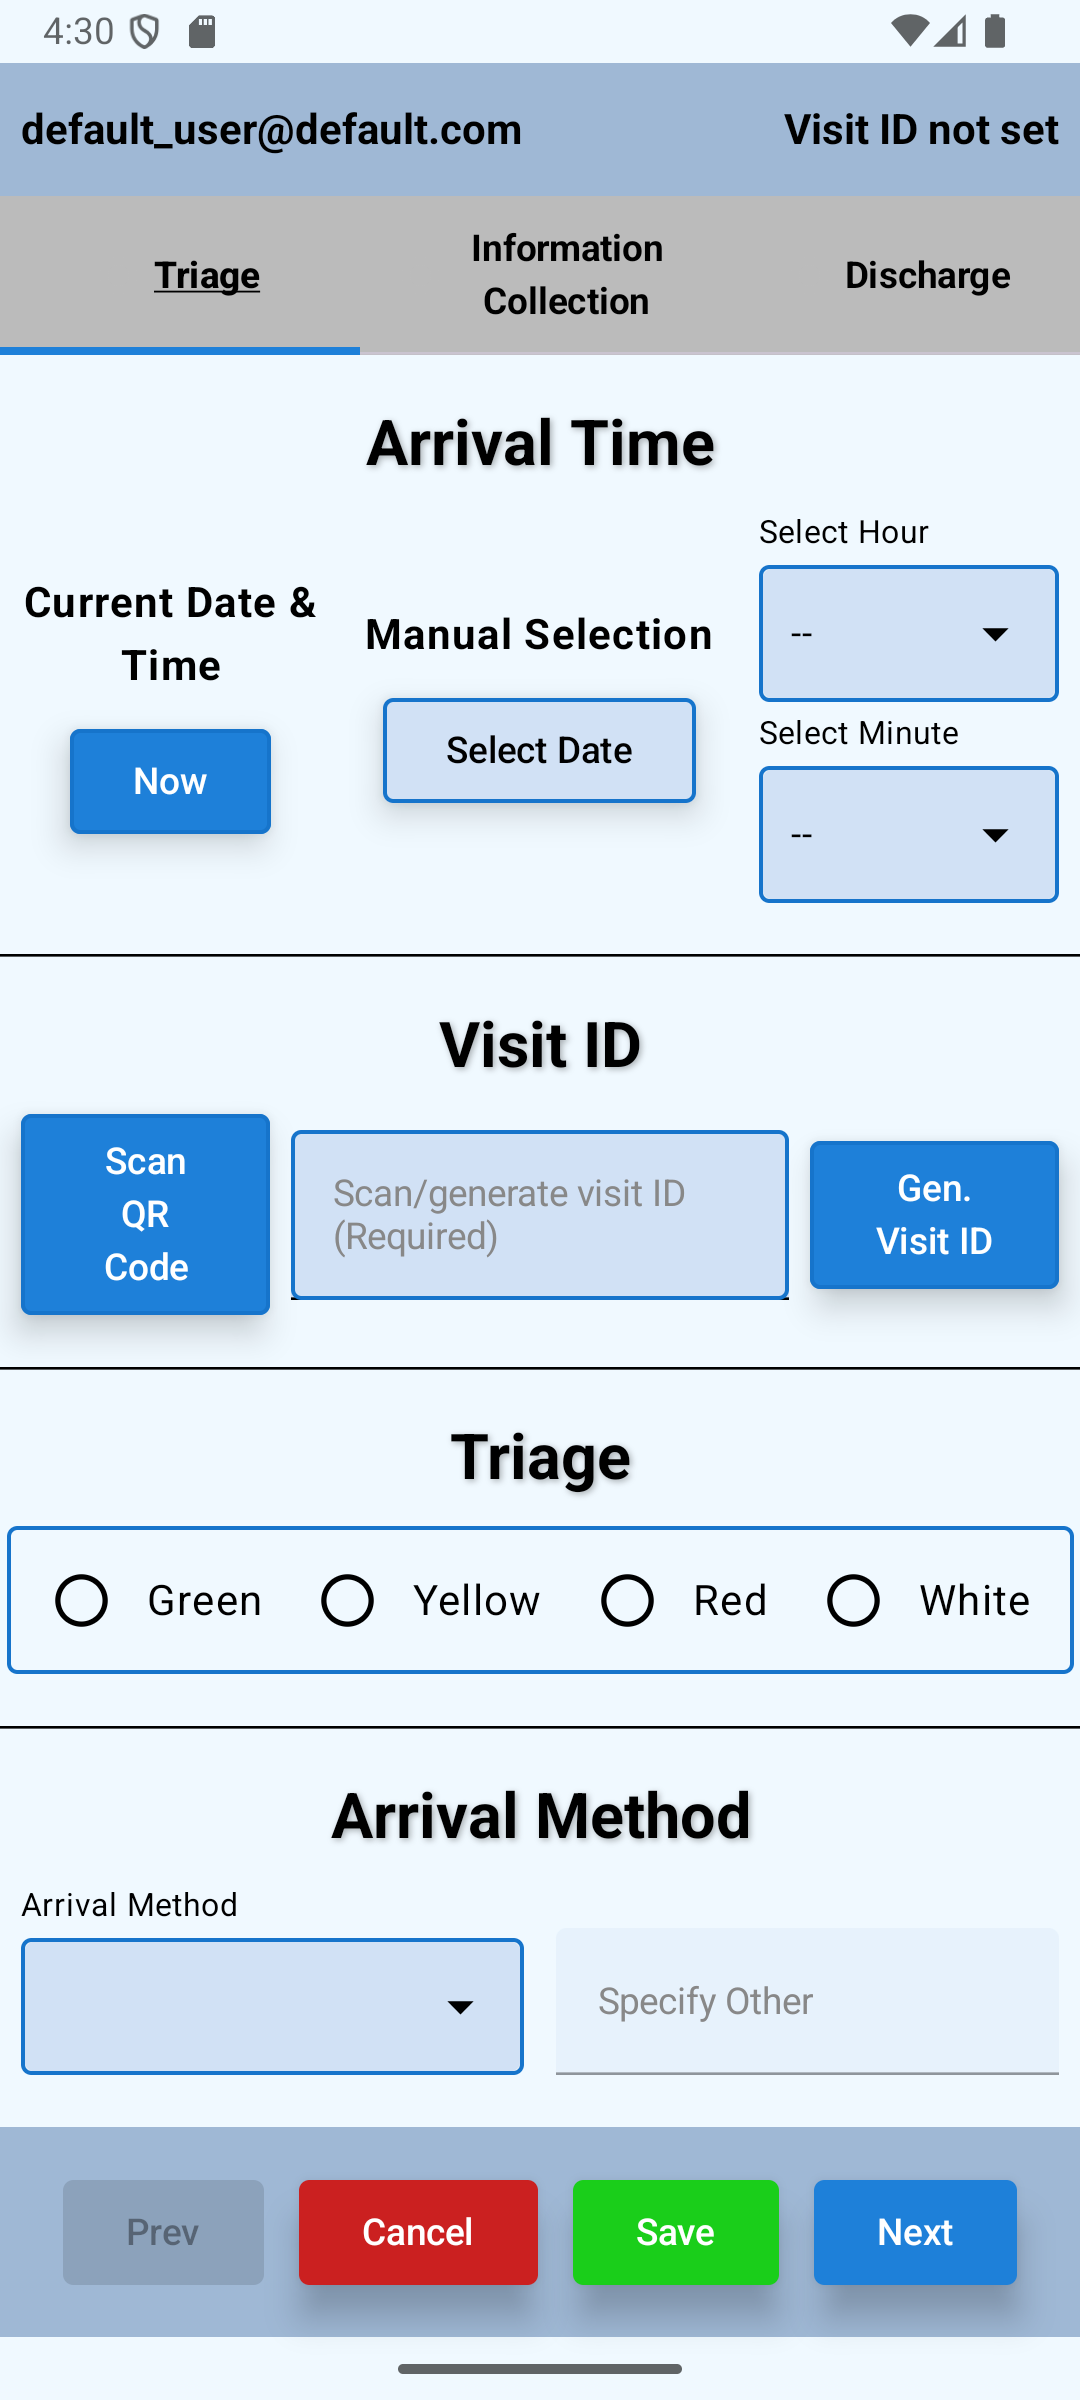 4:30
default_user@default.com
Visit ID not set
Triage
Information
Collection
Discharge
Arrival Time
Current Date &
Time
Now
Manual Selection
Select Date
Select Hour
--
Select Minute
--
Visit ID
Scan
QR
Code
Scan/generate visit ID
(Required)
Gen.
Visit ID
Triage
Green
Yellow
Red
White
Arrival Method
Arrival Method
Specify Other
Prev
Cancel
Save
Next